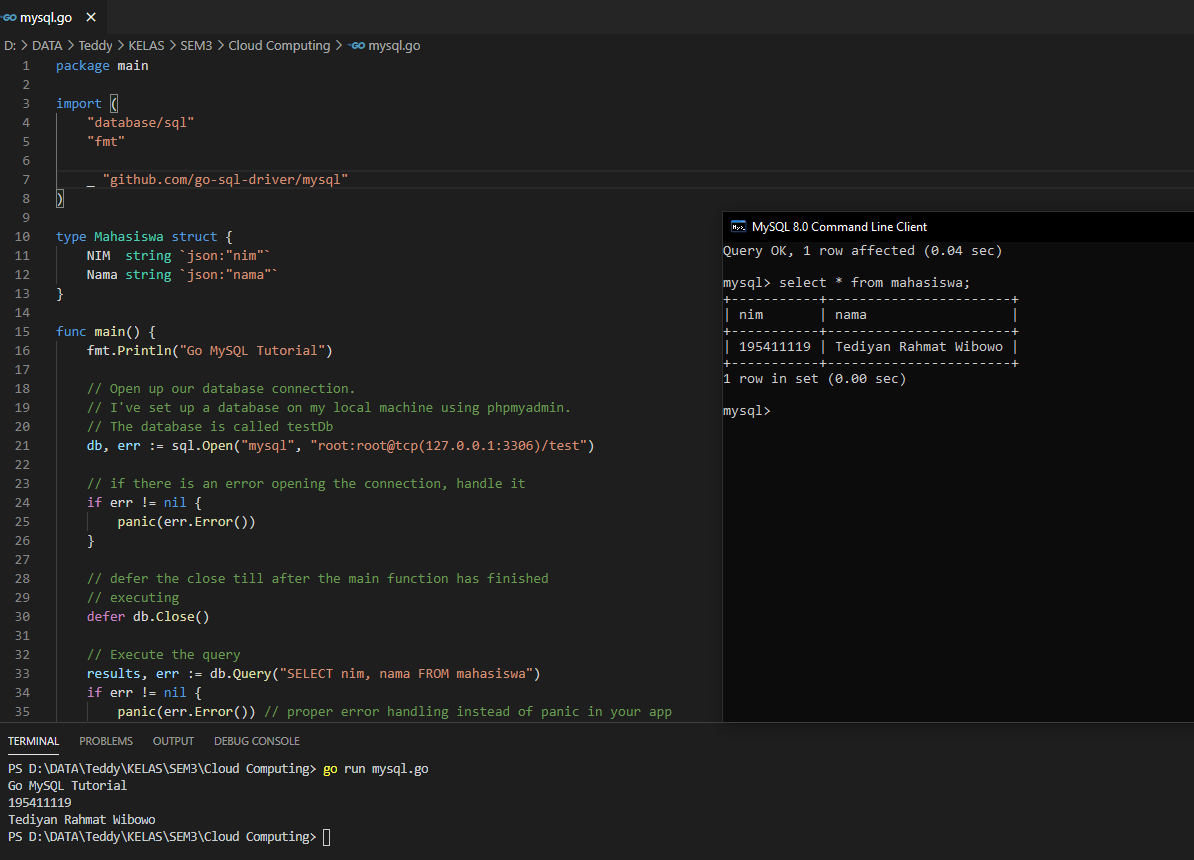 GO mysql.go ×
D: > DATA > Teddy > KELAS > SEM3 > Cloud Computing > GO mysql.go
1 package main
2
3 import (
4     "database/sql"
5     "fmt"
6
7     _ "github.com/go-sql-driver/mysql"
8 )
9
10 type Mahasiswa struct {
11     NIM  string `json:"nim"`
12     Nama string `json:"nama"`
13 }
14
15 func main() {
16     fmt.Println("Go MySQL Tutorial")
17
18     // Open up our database connection.
19     // I've set up a database on my local machine using phpmyadmin.
20     // The database is called testDb
21     db, err := sql.Open("mysql", "root:root@tcp(127.0.0.1:3306)/test")
22
23     // if there is an error opening the connection, handle it
24     if err != nil {
25         panic(err.Error())
26     }
27
28     // defer the close till after the main function has finished
29     // executing
30     defer db.Close()
31
32     // Execute the query
33     results, err := db.Query("SELECT nim, nama FROM mahasiswa")
34     if err != nil {
35         panic(err.Error()) // proper error handling instead of panic in your app
MySQL 8.0 Command Line Client
Query OK, 1 row affected (0.04 sec)
mysql> select * from mahasiswa;
+-----------+-----------------------+
| nim       | nama                  |
+-----------+-----------------------+
| 195411119 | Tediyan Rahmat Wibowo |
+-----------+-----------------------+
1 row in set (0.00 sec)
mysql>
TERMINAL PROBLEMS OUTPUT DEBUG CONSOLE
PS D:\DATA\Teddy\KELAS\SEM3\Cloud Computing> go run mysql.go
Go MySQL Tutorial
195411119
Tediyan Rahmat Wibowo
PS D:\DATA\Teddy\KELAS\SEM3\Cloud Computing>